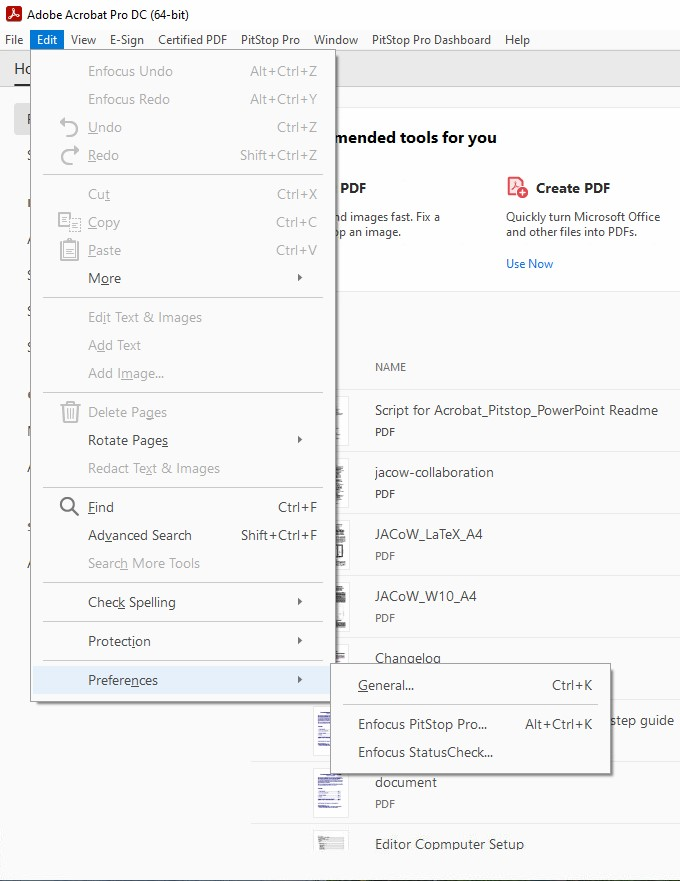 Adobe Acrobat Pro DC (64-bit)
File Edit View E-Sign Certified PDF PitStop Pro Window PitStop Pro Dashboard Help
Enfocus Undo Alt+Ctrl+Z
Enfocus Redo Alt+Ctrl+Y
Undo Ctrl+Z
Redo Shift+Ctrl+Z
Cut Ctrl+X
Copy Ctrl+C
Paste Ctrl+V
More
Edit Text & Images
Add Text
Add Image...
Delete Pages
Rotate Pages
Redact Text & Images
Find Ctrl+F
Advanced Search Shift+Ctrl+F
Search More Tools
Check Spelling
Protection
Preferences
General... Ctrl+K
Enfocus PitStop Pro... Alt+Ctrl+K
Enfocus StatusCheck...
mended tools for you
PDF
nd images fast. Fix a
op an image.
Create PDF
Quickly turn Microsoft Office
and other files into PDFs.
Use Now
NAME
Script for Acrobat_Pitstop_PowerPoint Readme
PDF
jacow-collaboration
PDF
JACoW_LaTeX_A4
PDF
JACoW_W10_A4
PDF
Changelog
step guide
document
PDF
Editor Copmputer Setup